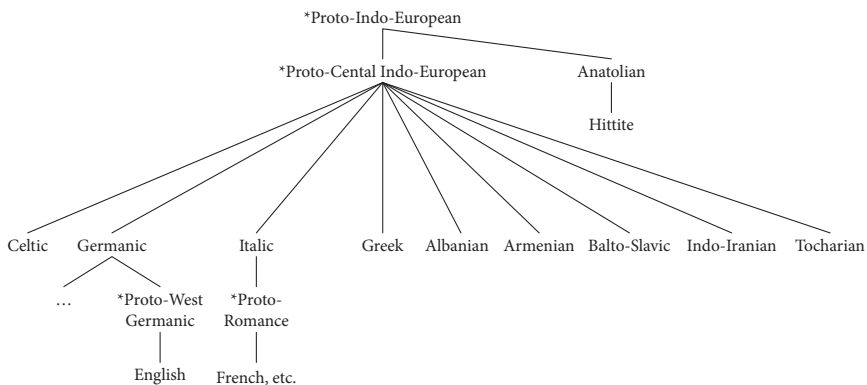 *Proto-Indo-European
*Proto-Cental Indo-European Anatolian
Hittite
Celtic Germanic Italic Greek Albanian Armenian Balto-Slavic Indo-Iranian Tocharian
… *Proto-West *Proto-
Germanic Romance
English French, etc.